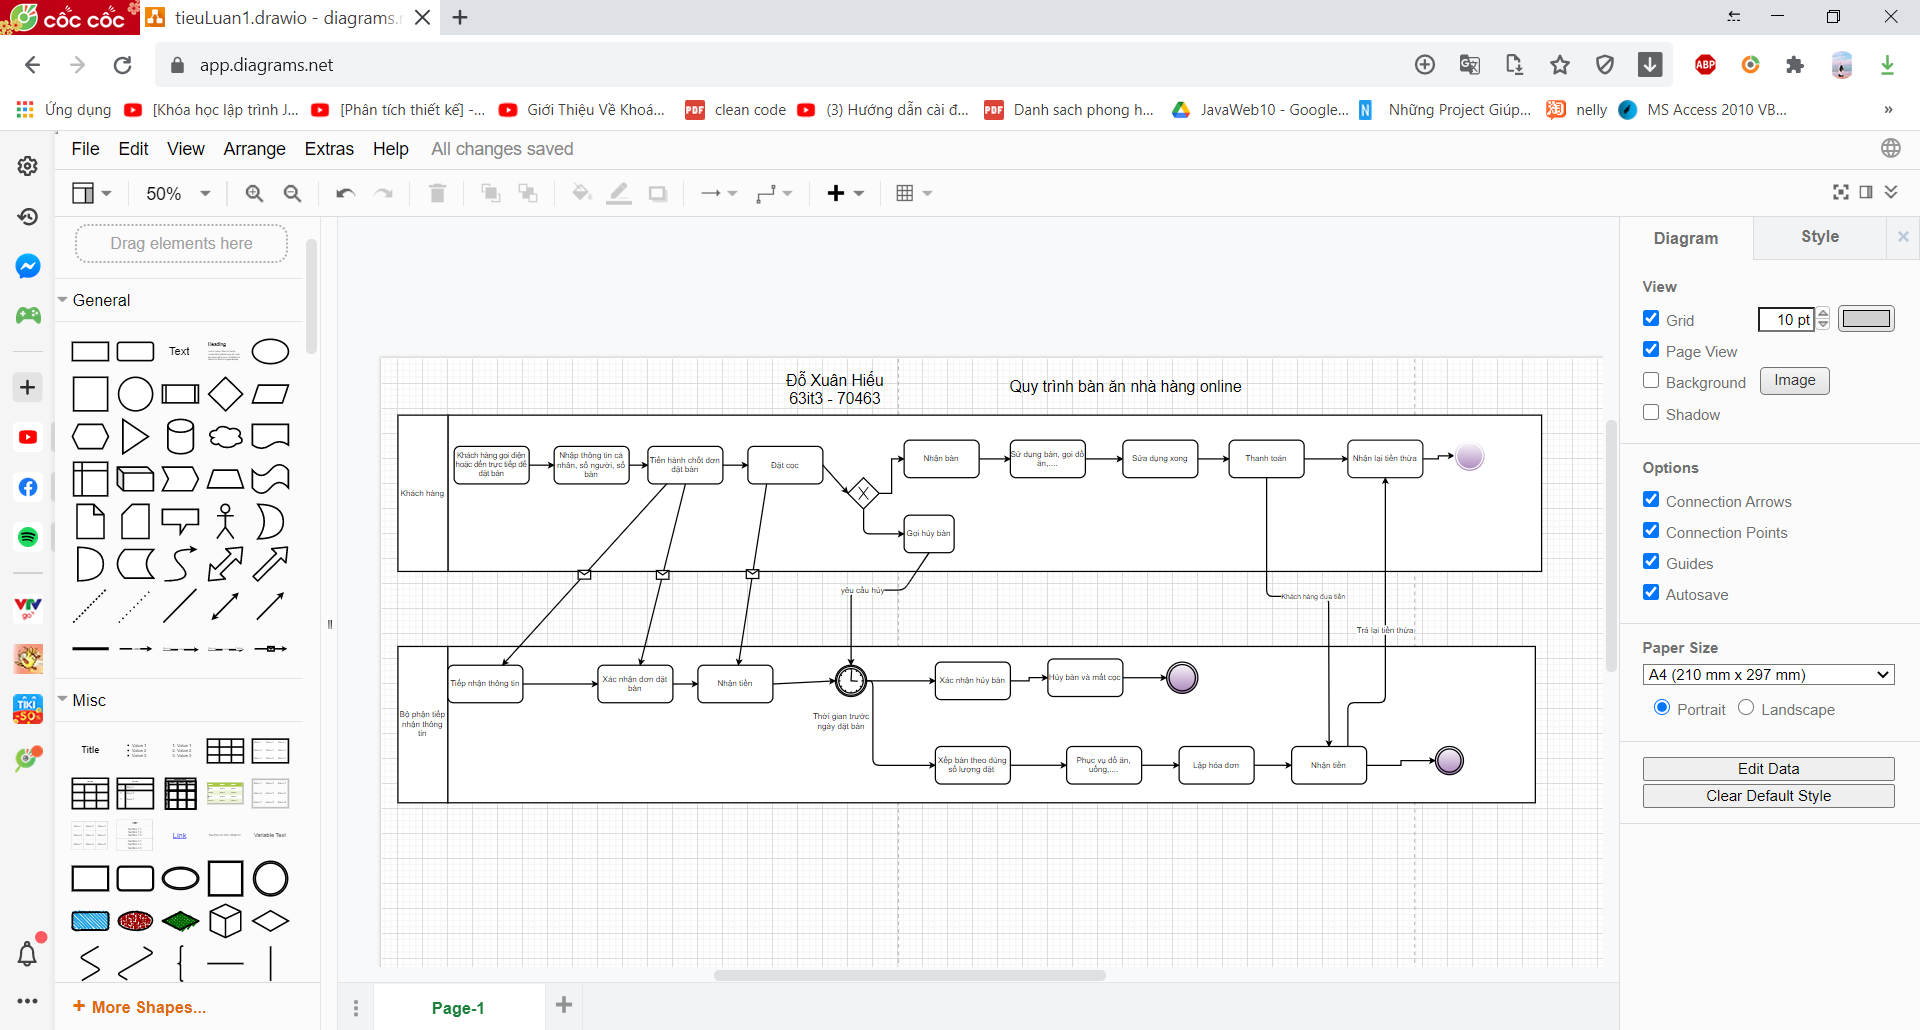 cốc cốc
tieuLuan1.drawio - diagrams.r
app.diagrams.net
ABP
Ứng dụng
[Khóa học lập trình J...
[Phân tích thiết kế] -...
Giới Thiệu Về Khoá...
PDF
clean code
(3) Hướng dẫn cài đ...
PDF
Danh sach phong h...
JavaWeb10 - Google...
N
Những Project Giúp...
淘
nelly
MS Access 2010 VB...
»
File
Edit
View
Arrange
Extras
Help
All changes saved
50%
Drag elements here
General
Text
Heading
Misc
Title
Link
Variable Text
+ More Shapes...
VTV
go
TIKI
-50%
Đỗ Xuân Hiếu
63it3 - 70463
Quy trình bàn ăn nhà hàng online
Khách hàng
Khách hàng gọi điện
hoặc đến trực tiếp để
đặt bàn
Nhập thông tin cá
nhân, số người, số
bàn
Tiến hành chốt đơn
đặt bàn
Đặt cọc
Nhận bàn
Sử dụng bàn, gọi đồ
ăn,....
Sửa dụng xong
Thanh toán
Nhận lại tiền thừa
Gọi hủy bàn
yêu cầu hủy
Khách hàng đưa tiền
Trả lại tiền thừa
Bộ phận tiếp
nhận thông
tin
Tiếp nhận thông tin
Xác nhận đơn đặt
bàn
Nhận tiền
Thời gian trước
ngày đặt bàn
Xác nhận hủy bàn
Hủy bàn và mất cọc
Xếp bàn theo đúng
số lượng đặt
Phục vụ đồ ăn,
uống,....
Lập hóa đơn
Nhận tiền
Page-1
Diagram
Style
View
Grid
10 pt
Page View
Background
Image
Shadow
Options
Connection Arrows
Connection Points
Guides
Autosave
Paper Size
A4 (210 mm x 297 mm)
Portrait
Landscape
Edit Data
Clear Default Style